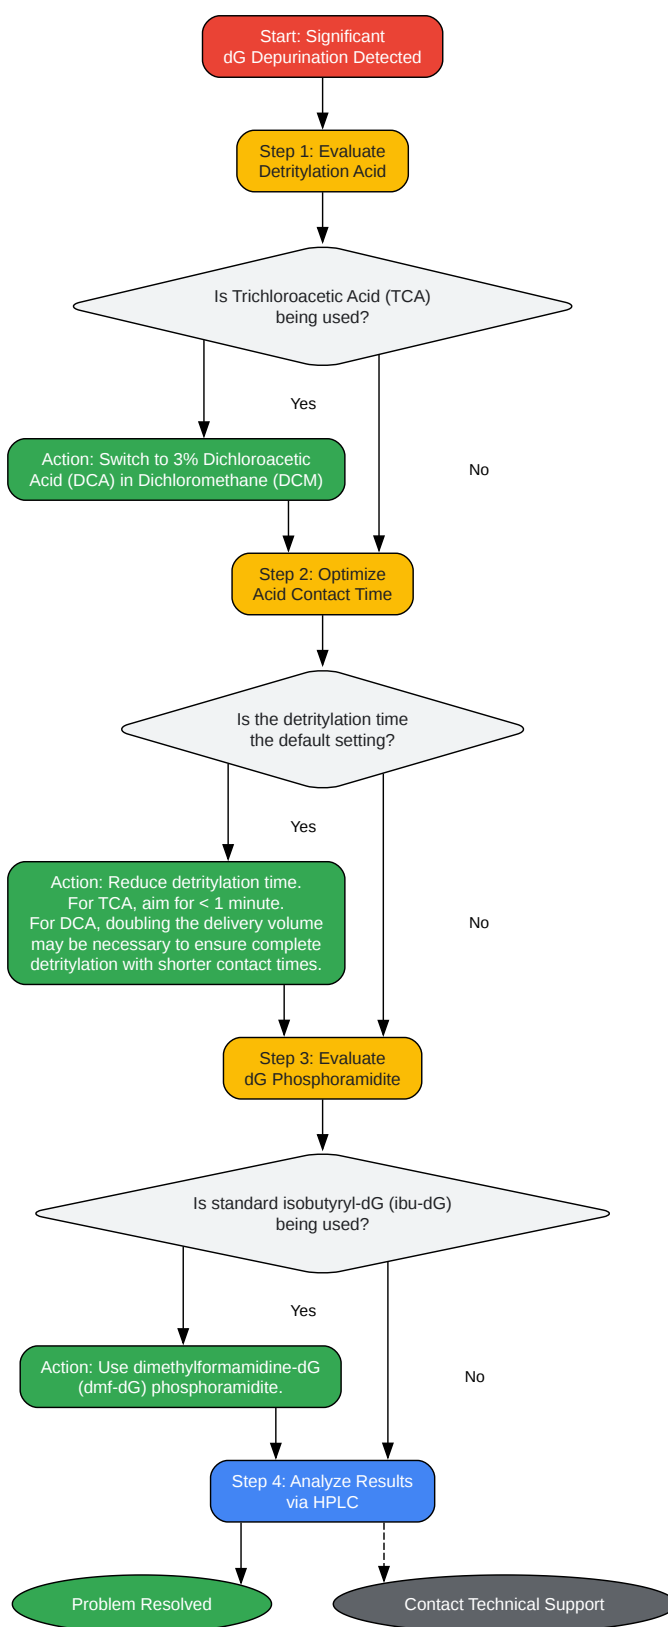 Start: Significant
dG Depurination Detected
Step 1: Evaluate
Detritylation Acid
Is Trichloroacetic Acid (TCA)
being used?
Yes
Action: Switch to 3% Dichloroacetic
Acid (DCA) in Dichloromethane (DCM)
No
Step 2: Optimize
Acid Contact Time
Is the detritylation time
the default setting?
Yes
Action: Reduce detritylation time.
For TCA, aim for < 1 minute.
For DCA, doubling the delivery volume
may be necessary to ensure complete
detritylation with shorter contact times.
No
Step 3: Evaluate
dG Phosphoramidite
Is standard isobutyryl-dG (ibu-dG)
being used?
Yes
Action: Use dimethylformamidine-dG
(dmf-dG) phosphoramidite.
No
Step 4: Analyze Results
via HPLC
Problem Resolved
Contact Technical Support